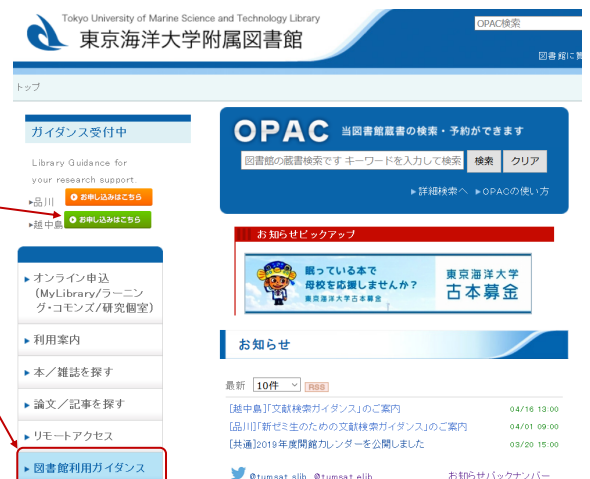 Tokyo University of Marine Science and Technology Library
東京海洋大学附属図書館
OPAC検索
図書館に
トップ
ガイダンス受付中
Library Guidance for
your research support.
▸品川 お申し込みはこちら
▸越中島 お申し込みはこちら
オンライン申込
(MyLibrary/ラーニン
グ・コモンズ/研究個室)
利用案内
本/雑誌を探す
論文/記事を探す
リモートアクセス
図書館利用ガイダンス
OPAC 当図書館蔵書の検索・予約ができます
図書館の蔵書検索です キーワードを入力して検索 検索 クリア
▸詳細検索へ ▸OPACの使い方
お知らせピックアップ
眠っている本で
母校を応援しませんか?
東京海洋大学古本募金
東京海洋大学
古本募金
お知らせ
最新 10件 RSS
[越中島]「文献検索ガイダンス」のご案内 04/16 13:00
[品川]「新ゼミ生のための文献検索ガイダンス」のご案内 04/01 09:00
[共通]2019年度開館カレンダーを公開しました 03/20 15:00
@tumsat_slib @tumsat_elib お知らせバックナンバー